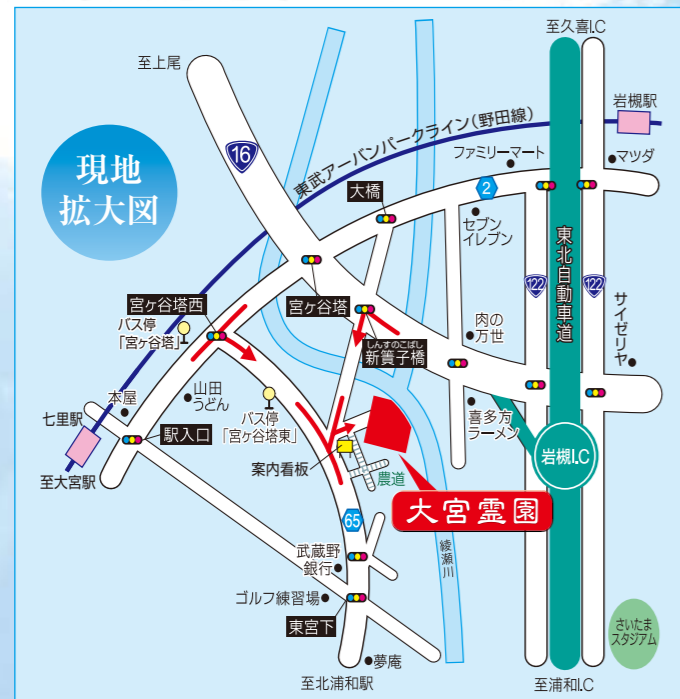 至久喜I.C
至上尾
岩槻駅
東武アーバンパークライン（野田線）
16
ファミリーマート
マツダ
現地
拡大図
2
大橋
セブン
イレブン
東北自動車道
122
122
宮ヶ谷塔西
宮ヶ谷塔
バス停
「宮ヶ谷塔」
しんすのこばし
新簀子橋
肉の
万世
サイゼリヤ
山田
うどん
本屋
バス停
「宮ヶ谷塔東」
喜多方
ラーメン
七里駅
駅入口
案内看板
岩槻I.C
至大宮駅
農道
大宮霊園
65
綾瀬川
武蔵野
銀行
ゴルフ練習場
東宮下
さいたま
スタジアム
夢庵
至北浦和駅
至浦和I.C